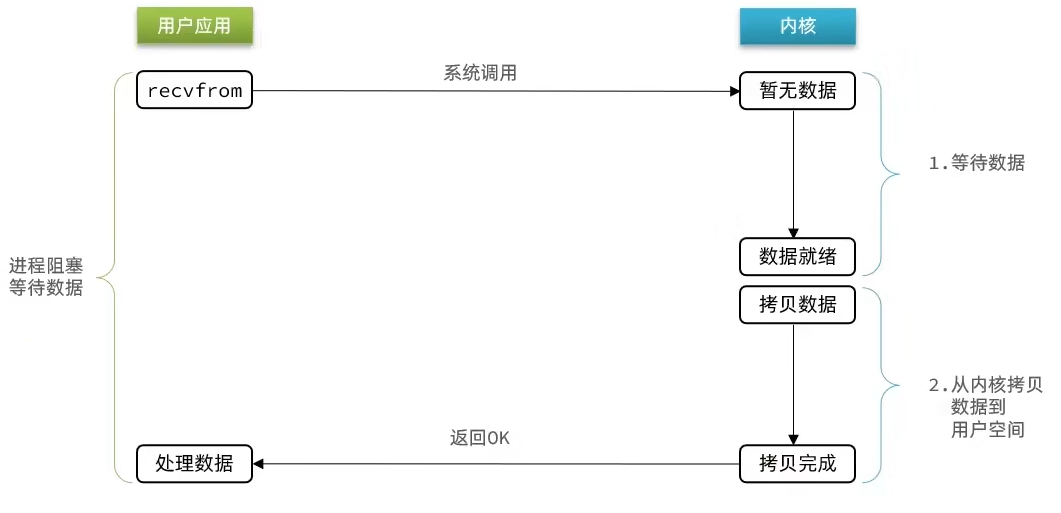 用户应用
内核
系统调用
recvfrom
暂无数据
1.等待数据
数据就绪
进程阻塞
等待数据
拷贝数据
2.从内核拷贝
数据到
用户空间
返回OK
处理数据
拷贝完成